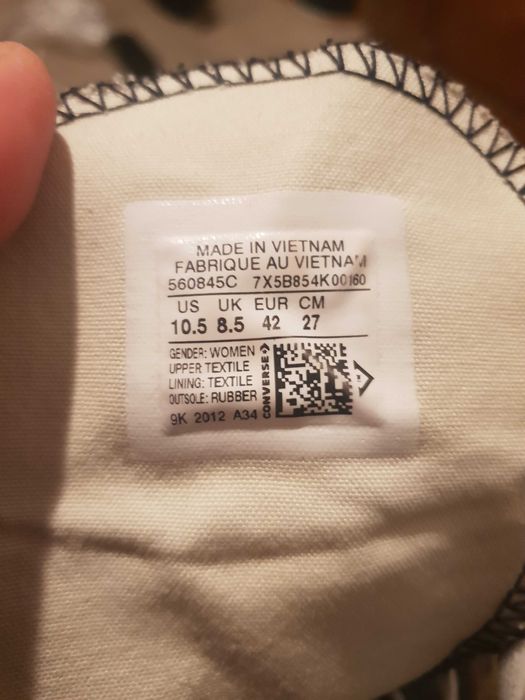 MADE IN VIETNAM
FABRIQUE AU VIETNAM
560845C 7X5B854K00160
US UK EUR CM
10.5 8.5 42 27
GENDER: WOMEN
UPPER TEXTILE
LINING: TEXTILE
OUTSOLE: RUBBER
9K 2012 A34
CONVERSE